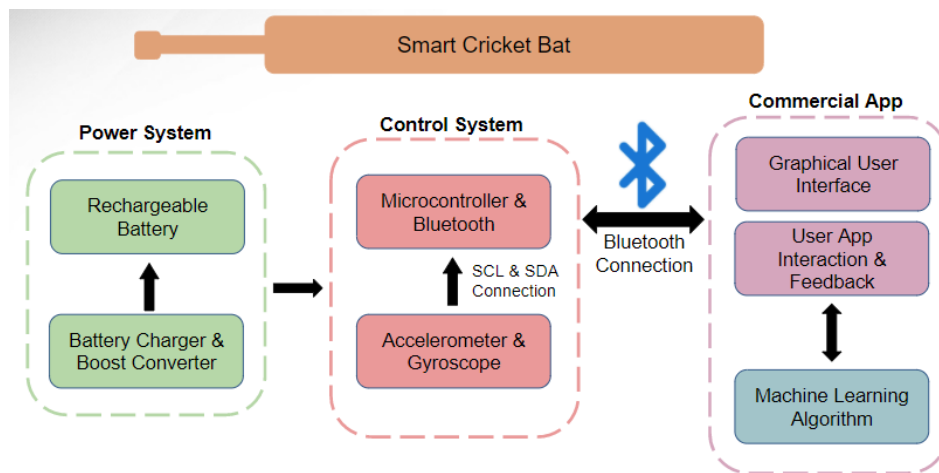 Smart Cricket Bat
Power System
Rechargeable
Battery
Battery Charger &
Boost Converter
Control System
Microcontroller &
Bluetooth
SCL & SDA
Connection
Accelerometer &
Gyroscope
Bluetooth
Connection
Commercial App
Graphical User
Interface
User App
Interaction &
Feedback
Machine Learning
Algorithm